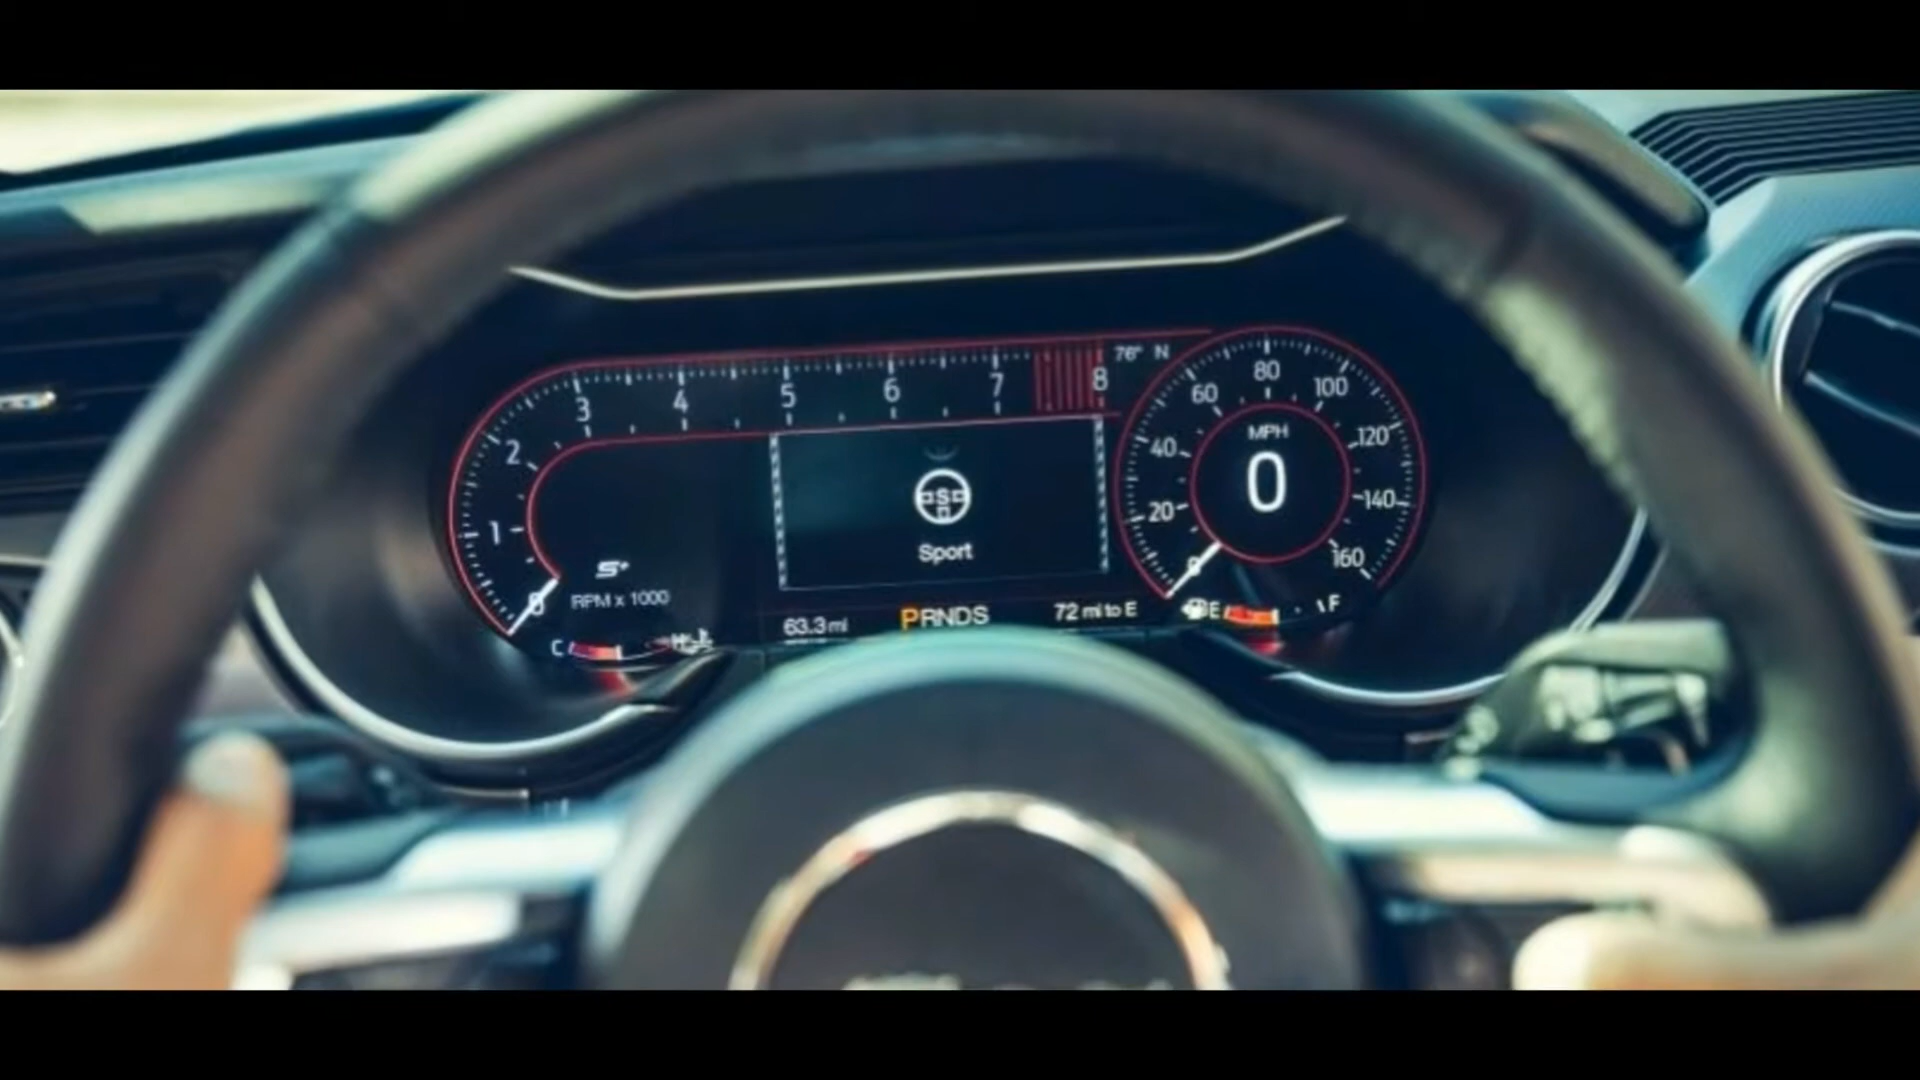 3 4 5 6 7 8
76° N
60 80 100
2
40 MPH 120
0
1
20 140
160
Sport
S+
0
RPM x 1000
0
63.3 mi
PRNDS
72 mi to E
E F
C H
S